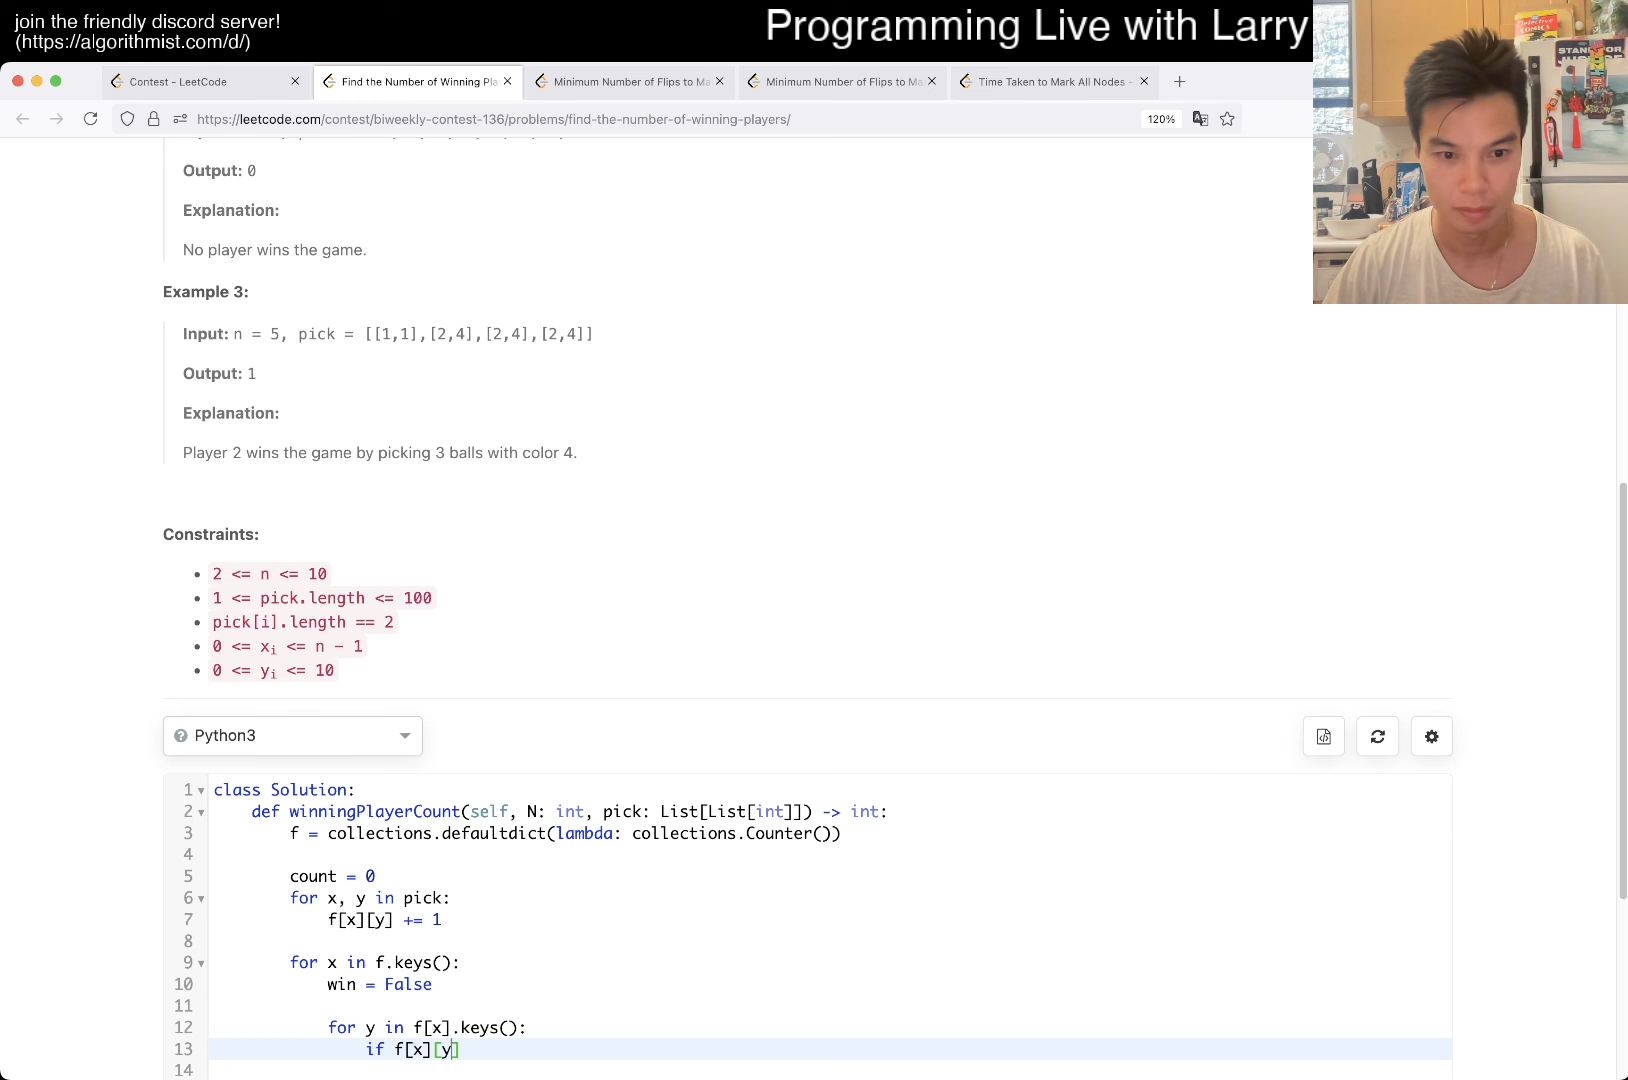 join the friendly discord server!
(https://algorithmist.com/d/)
Programming Live with Larry
Contest - LeetCode
Find the Number of Winning Pla
Minimum Number of Flips to Ma
Minimum Number of Flips to Ma
Time Taken to Mark All Nodes -
https://leetcode.com/contest/biweekly-contest-136/problems/find-the-number-of-winning-players/
120%
Output: 0
Explanation:
No player wins the game.
Example 3:
Input: n = 5, pick = [[1,1],[2,4],[2,4],[2,4]]
Output: 1
Explanation:
Player 2 wins the game by picking 3 balls with color 4.
Constraints:
2 <= n <= 10
1 <= pick.length <= 100
pick[i].length == 2
0 <= xi <= n - 1
0 <= yi <= 10
Python3
1 class Solution:
2 def winningPlayerCount(self, N: int, pick: List[List[int]]) -> int:
3 f = collections.defaultdict(lambda: collections.Counter())
4
5 count = 0
6 for x, y in pick:
7 f[x][y] += 1
8
9 for x in f.keys():
10 win = False
11
12 for y in f[x].keys():
13 if f[x][y]
14